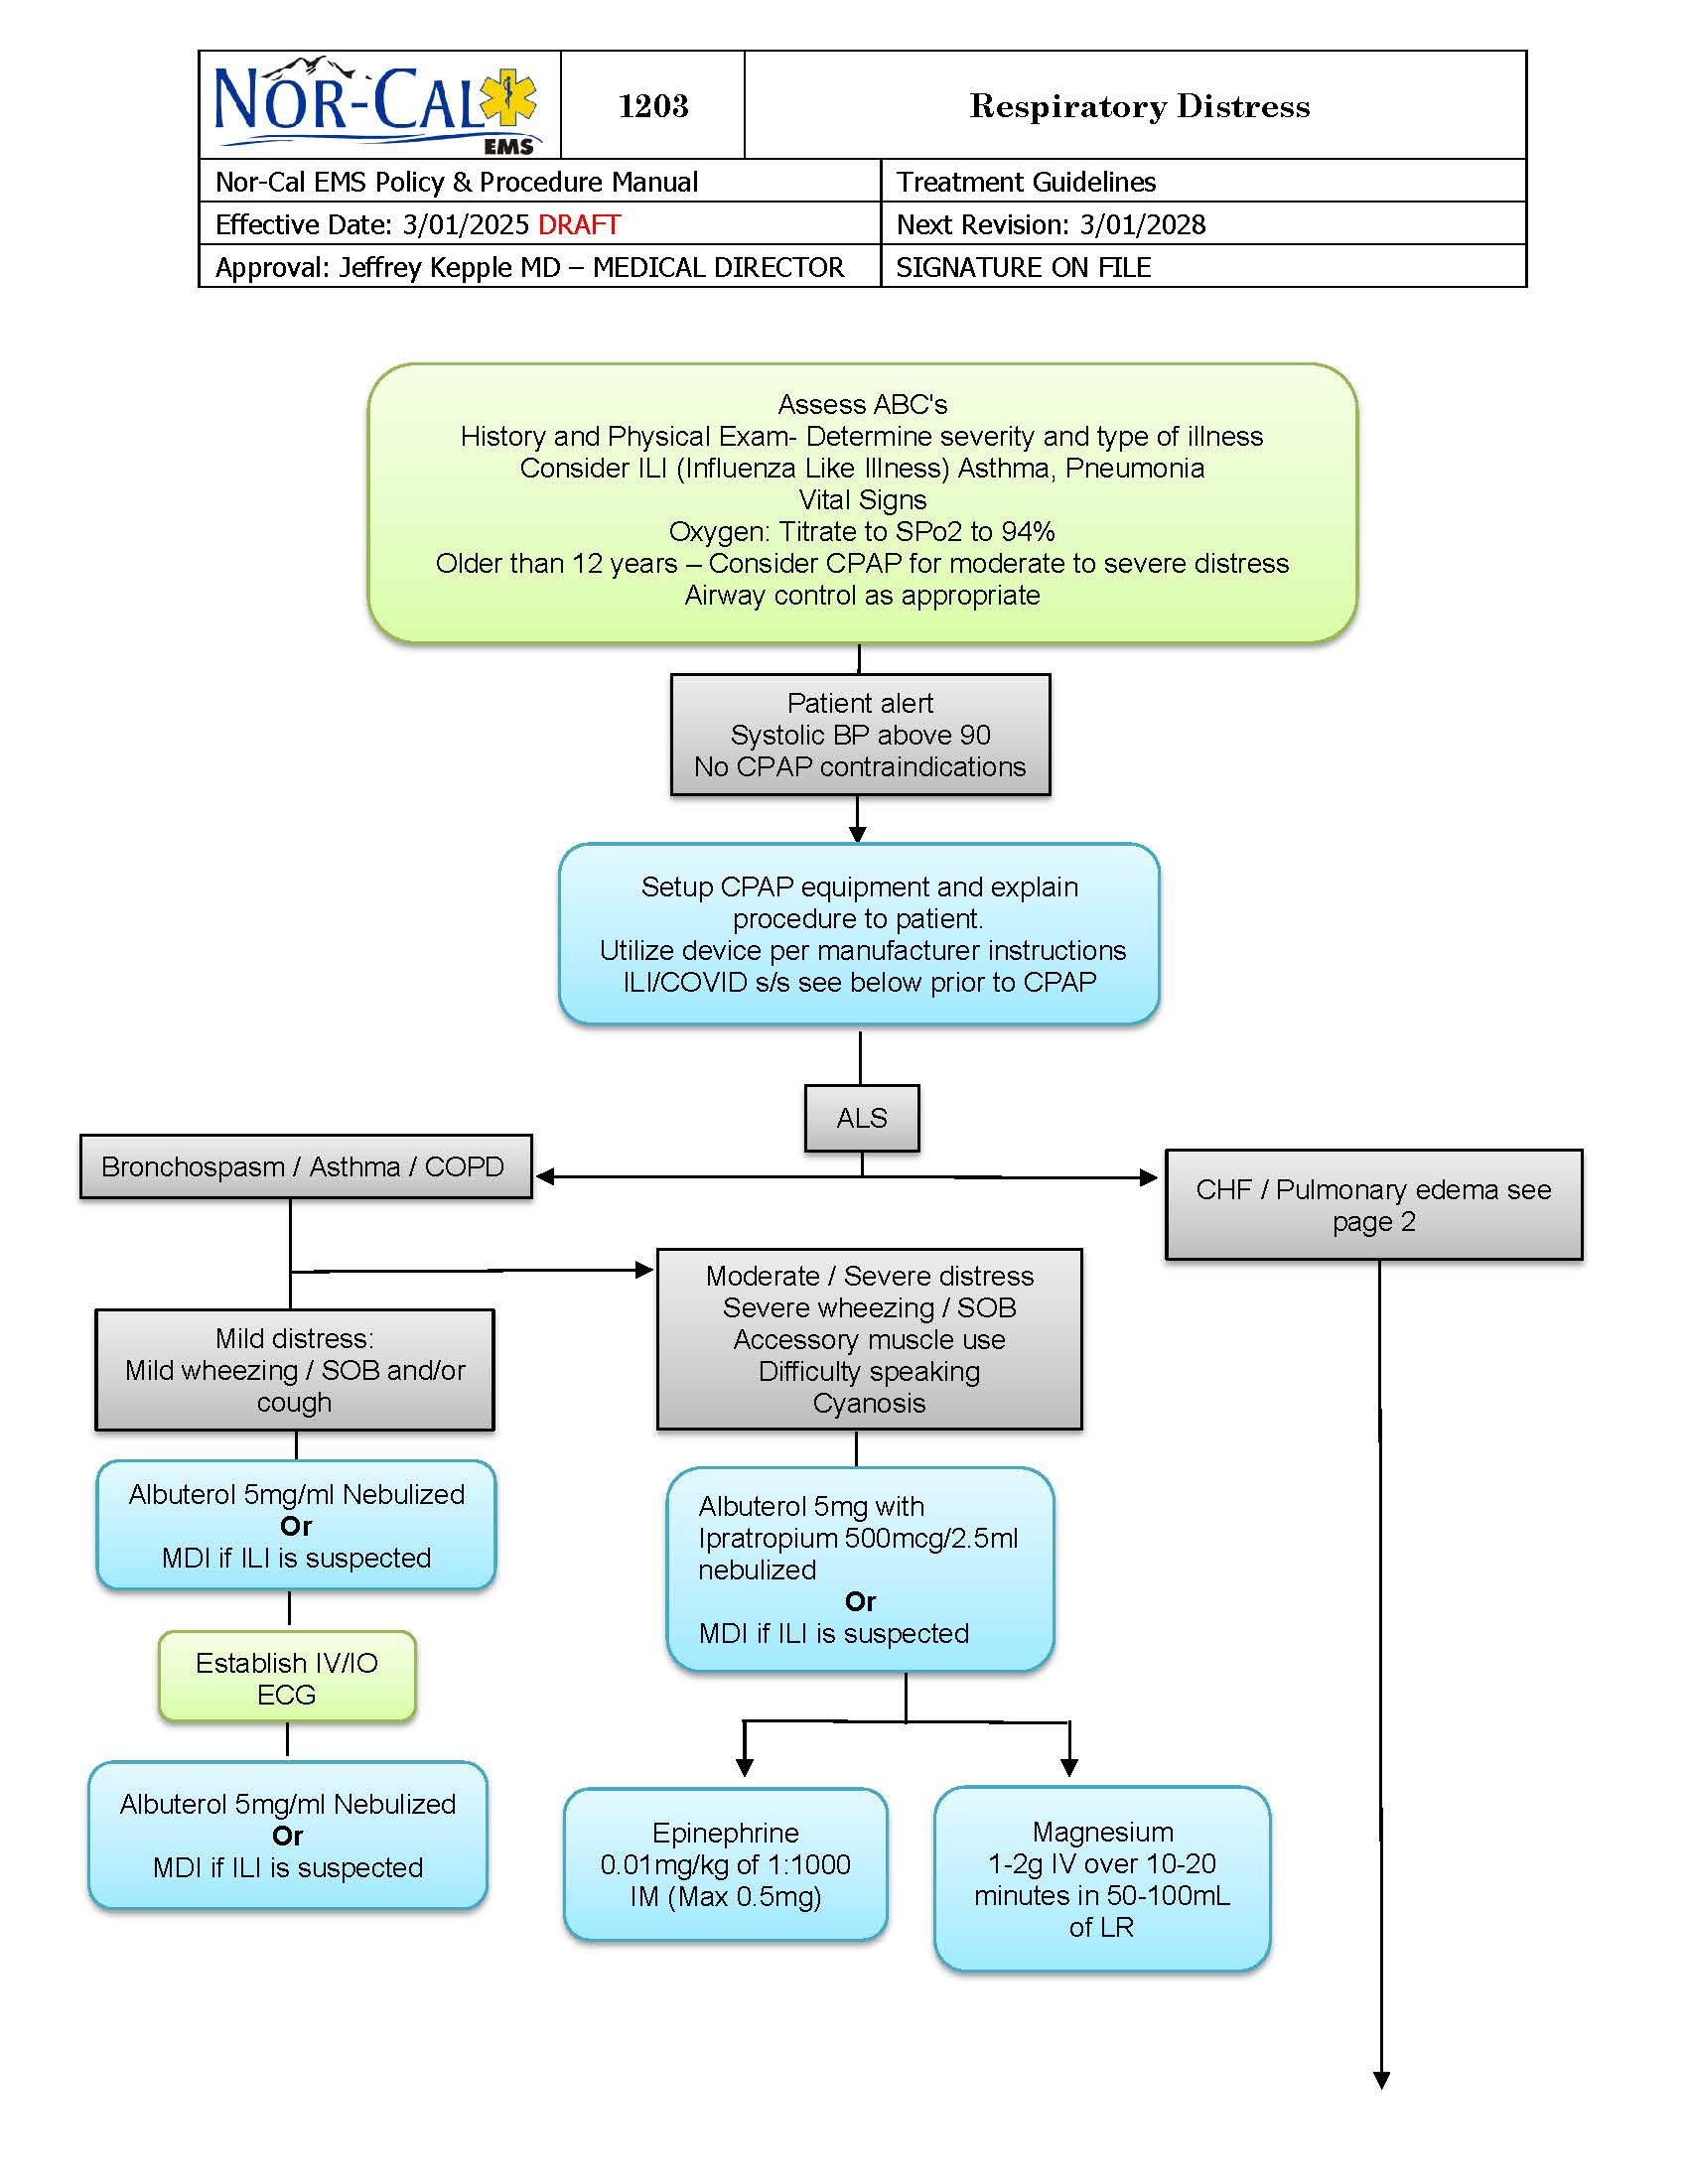 NOR-CAL
EMS
1203
Respiratory Distress
Nor-Cal EMS Policy & Procedure Manual
Treatment Guidelines
Effective Date: 3/01/2025 DRAFT
Next Revision: 3/01/2028
Approval: Jeffrey Kepple MD – MEDICAL DIRECTOR
SIGNATURE ON FILE
Assess ABC's
History and Physical Exam- Determine severity and type of illness
Consider ILI (Influenza Like Illness) Asthma, Pneumonia
Vital Signs
Oxygen: Titrate to SPo2 to 94%
Older than 12 years – Consider CPAP for moderate to severe distress
Airway control as appropriate
Patient alert
Systolic BP above 90
No CPAP contraindications
Setup CPAP equipment and explain
procedure to patient.
Utilize device per manufacturer instructions
ILI/COVID s/s see below prior to CPAP
ALS
Bronchospasm / Asthma / COPD
CHF / Pulmonary edema see
page 2
Mild distress:
Mild wheezing / SOB and/or
cough
Moderate / Severe distress
Severe wheezing / SOB
Accessory muscle use
Difficulty speaking
Cyanosis
Albuterol 5mg/ml Nebulized
Or
MDI if ILI is suspected
Albuterol 5mg with
Ipratropium 500mcg/2.5ml
nebulized
Or
MDI if ILI is suspected
Establish IV/IO
ECG
Albuterol 5mg/ml Nebulized
Or
MDI if ILI is suspected
Epinephrine
0.01mg/kg of 1:1000
IM (Max 0.5mg)
Magnesium
1-2g IV over 10-20
minutes in 50-100mL
of LR